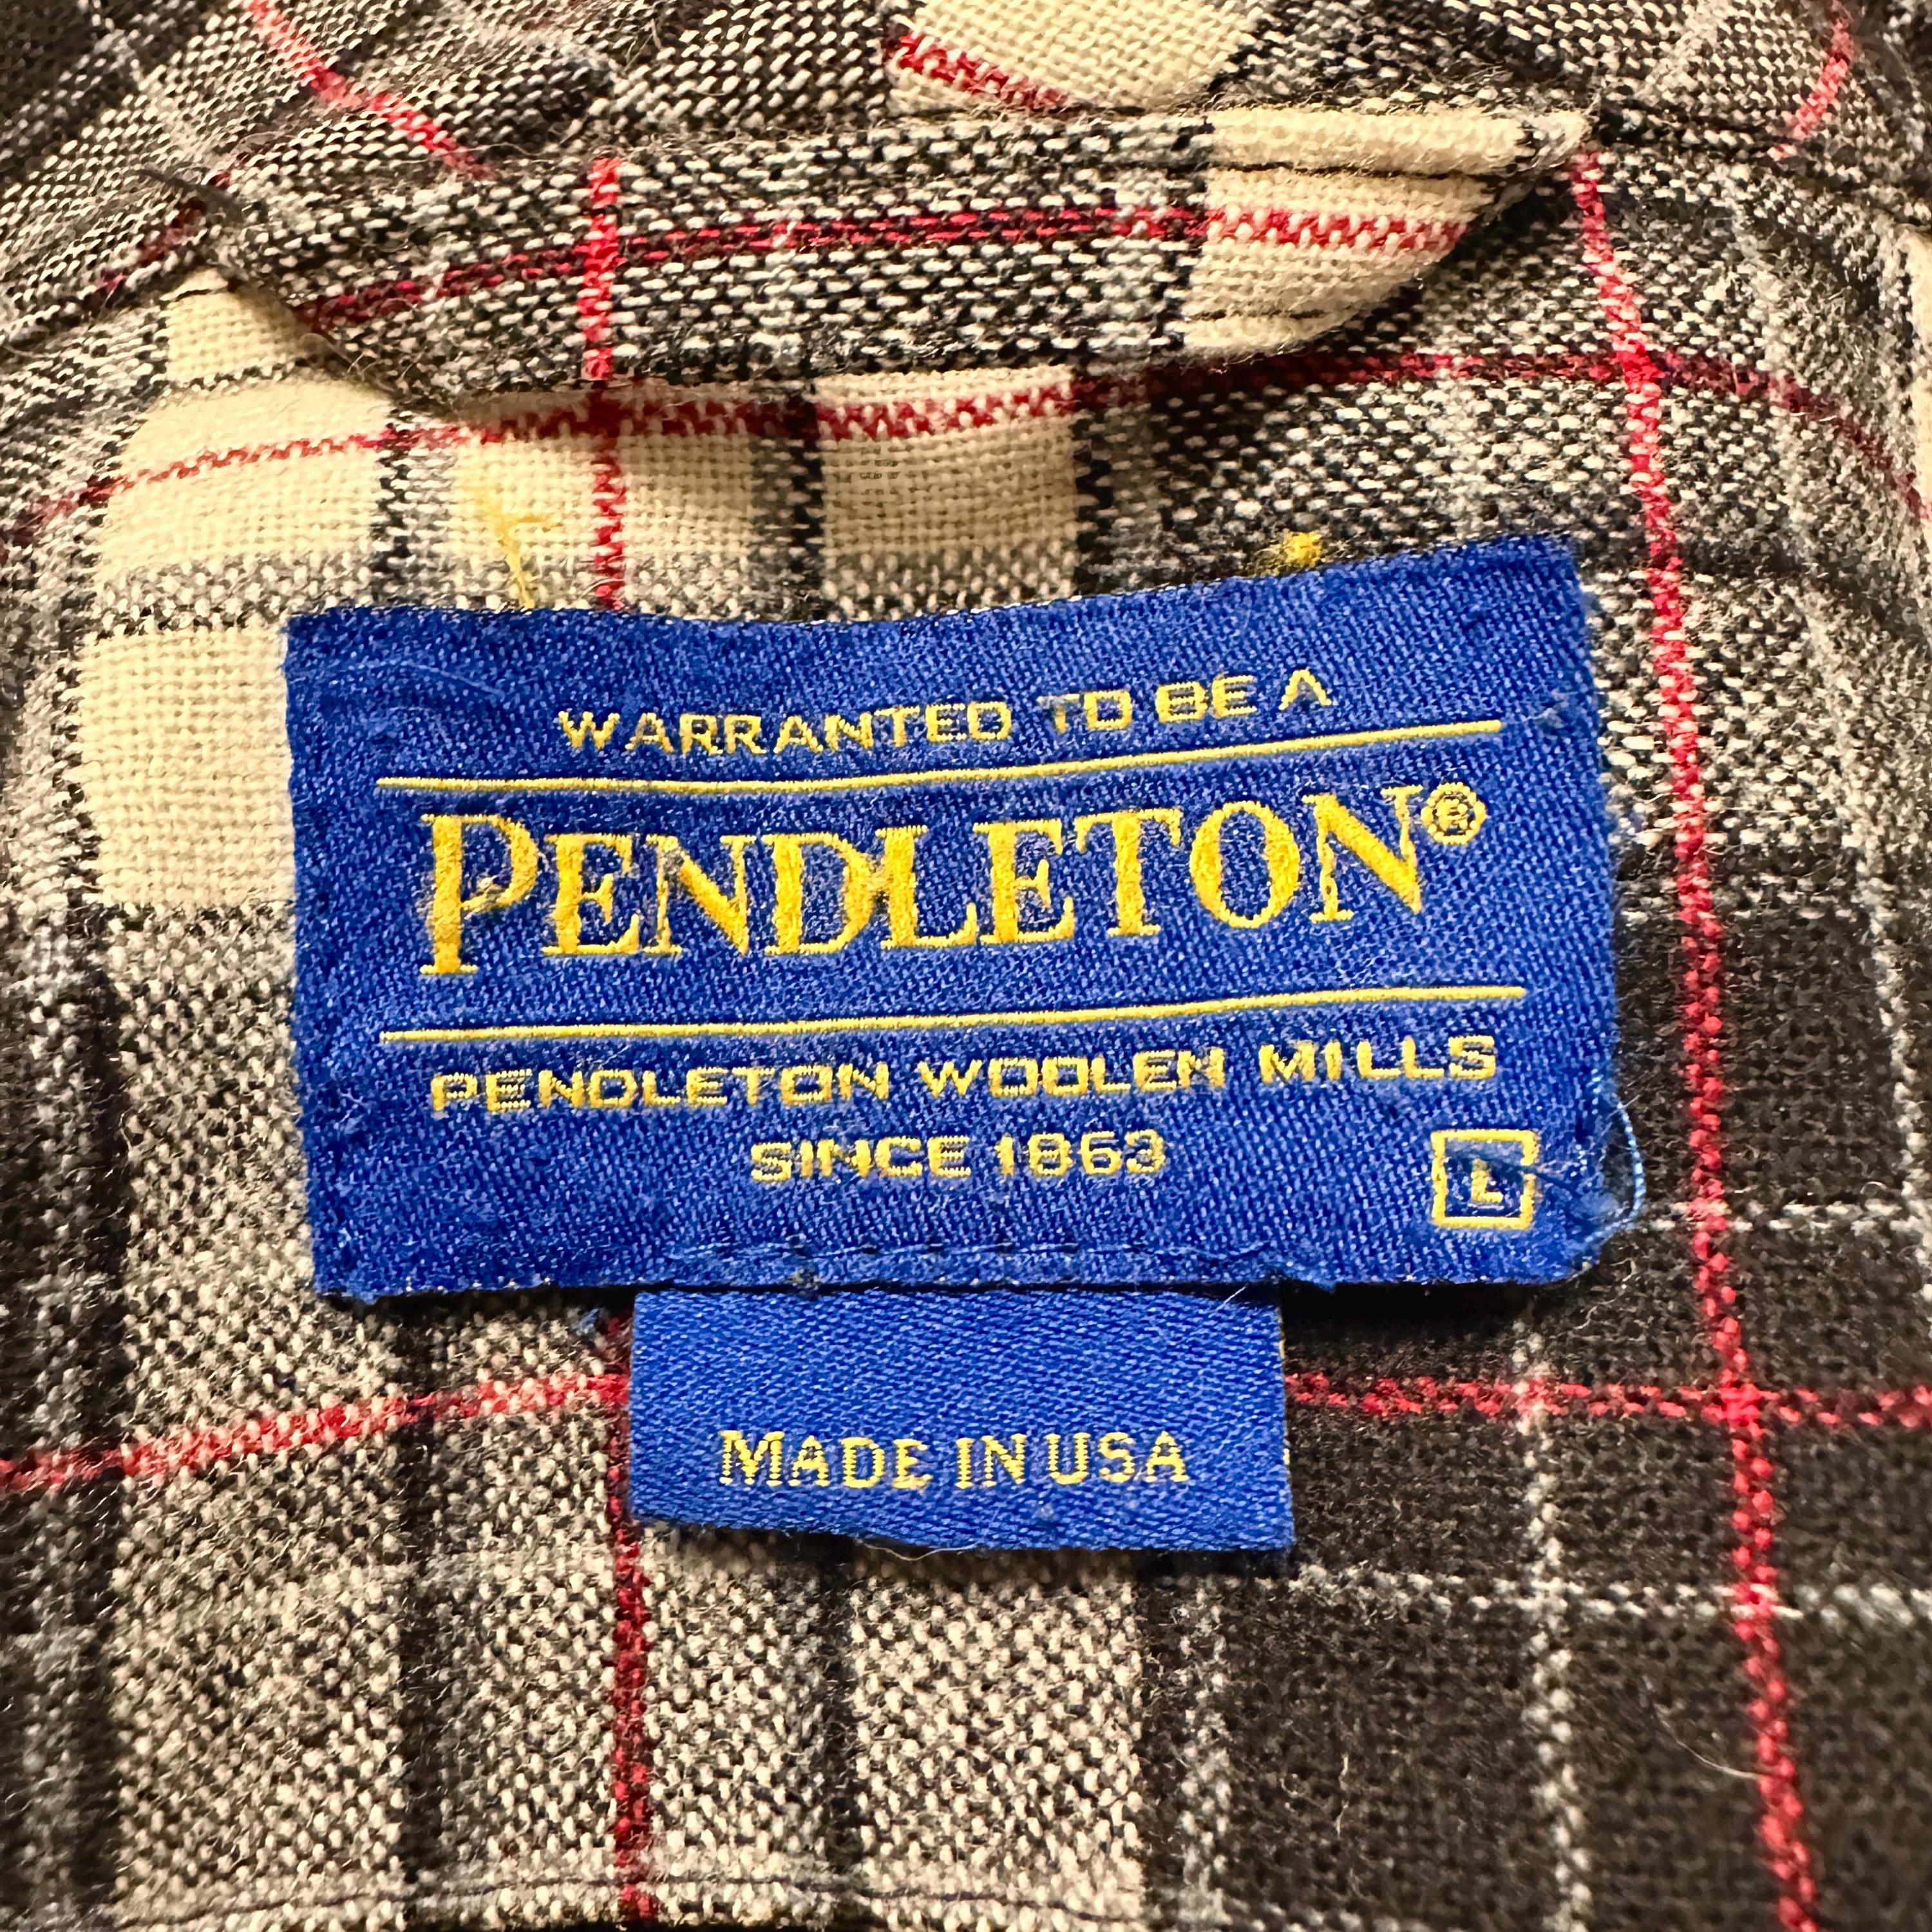 WARRANTED TO BE A
PENDLETON®
PENDLETON WOOLEN MILLS
SINCE 1863
L
MADE IN USA